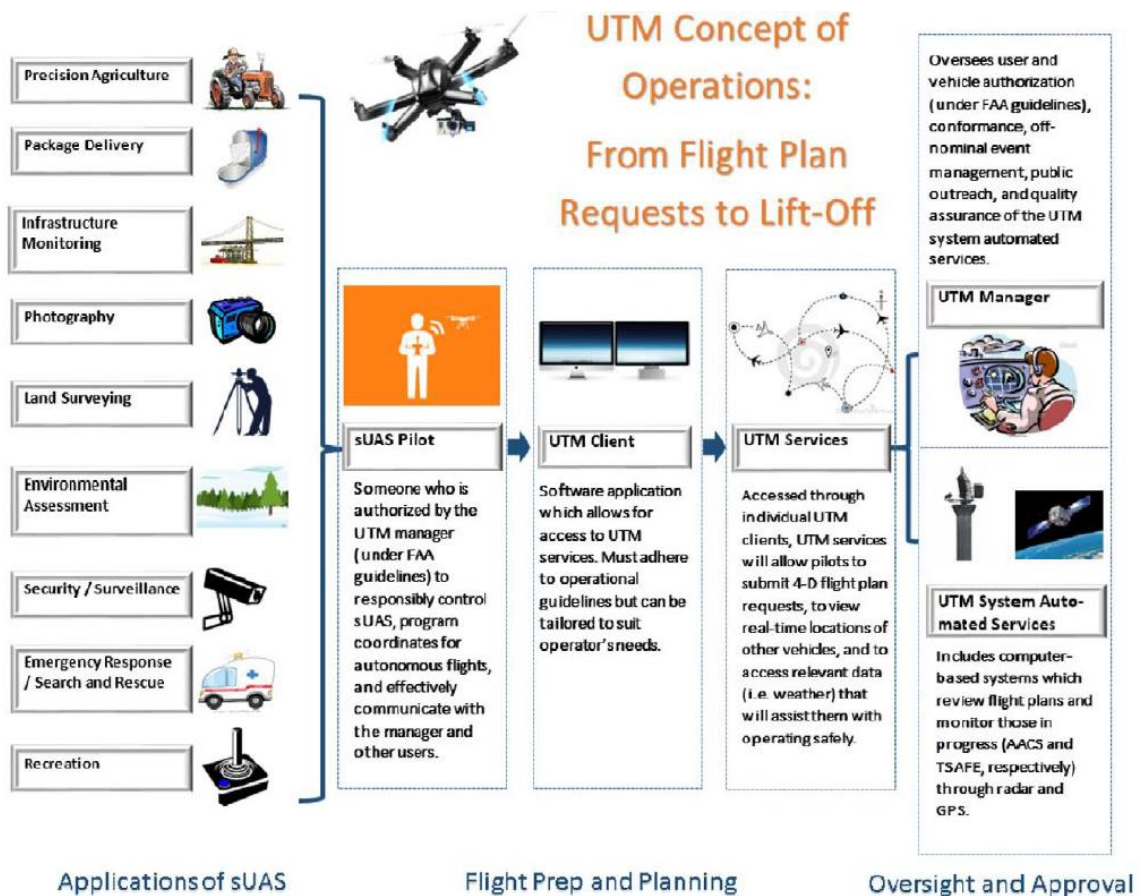 UTM Concept of
Operations:
From Flight Plan
Requests to Lift-Off
Precision Agriculture
Package Delivery
Infrastructure
Monitoring
Photography
Land Surveying
Environmental
Assessment
Security / Surveillance
Emergency Response
/ Search and Rescue
Recreation
Applications of sUAS
sUAS Pilot
Someone who is
authorized by the
UTM manager
(under FAA
guidelines) to
responsibly control
sUAS, program
coordinates for
autonomous flights,
and effectively
communicate with
the manager and
other users.
UTM Client
Software application
which allows for
access to UTM
services. Must adhere
to operational
guidelines but can be
tailored to suit
operator's needs.
UTM Services
Accessed through
individual UTM
clients, UTM services
will allow pilots to
submit 4-D flight plan
requests, to view
real-time locations of
other vehicles, and to
access relevant data
(i.e. weather) that
will assist them with
operating safely.
Flight Prep and Planning
Oversees user and
vehicle authorization
(under FAA guidelines),
conformance, off-
nominal event
management, public
outreach, and quality
assurance of the UTM
system automated
services.
UTM Manager
UTM System Auto-
mated Services
Includes computer-
based systems which
review flight plans and
monitor those in
progress (AACS and
TSAFE, respectively)
through radar and
GPS.
Oversight and Approval